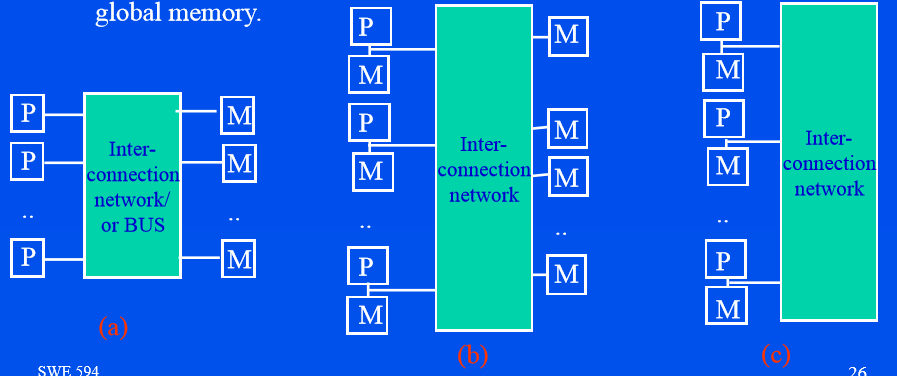 global memory.
P
M
P
M
P
M
Inter-
connection
network/
or BUS
..
..
(a)
P
M
P
M
P
M
M
M
M
M
Inter-
connection
network
..
..
(b)
P
M
P
M
P
M
Inter-
connection
network
..
(c)
SWE 594
26